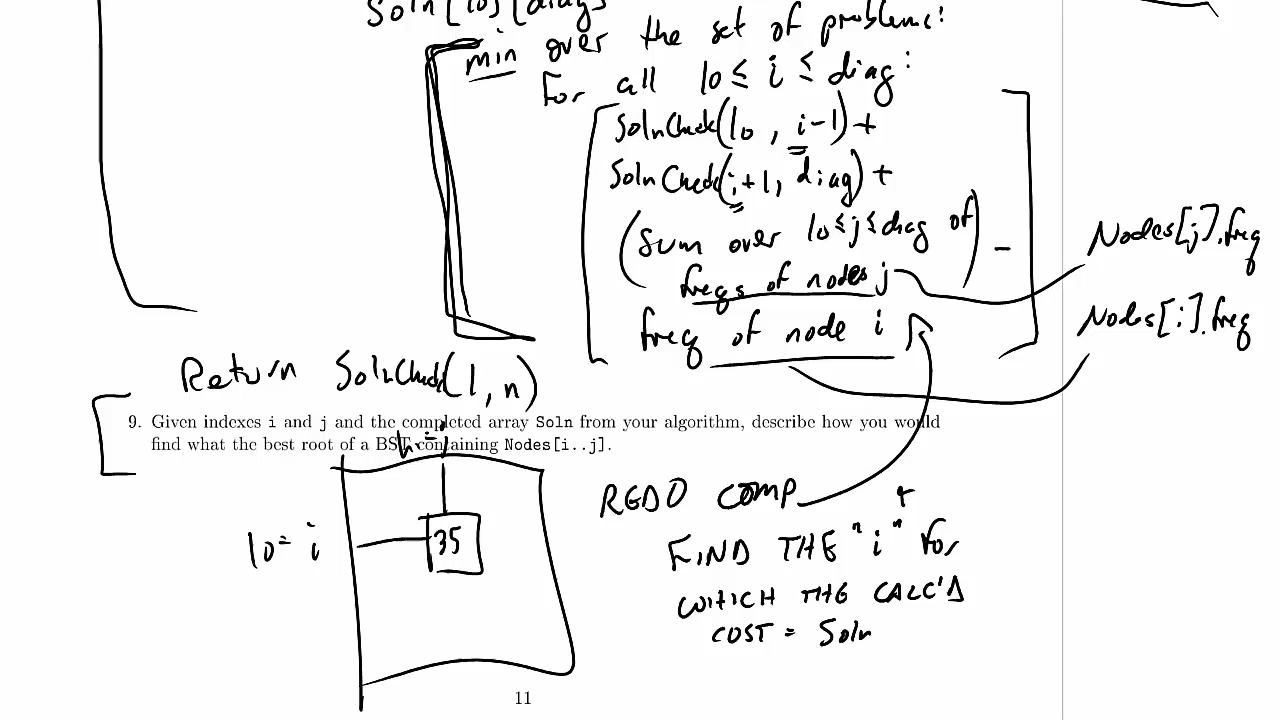 Soln[lo][diag]
min over the set of problems:
For all lo ≤ i ≤ diag:
SolnCheck(lo, i-1) +
SolnCheck(i+1, diag) +
(sum over lo ≤ j ≤ diag of
freqs of nodes j) -
freq of node i
Nodes[j].freq
Nodes[i].freq
Return SolnCheck(1, n)
9. Given indexes i and j and the completed array Soln from your algorithm, describe how you would
find what the best root of a BST containing Nodes[i..j].
hi=j
lo= i
35
REDO COMP +
FIND THE "i" For
WHICH THE CALC'D
COST = Soln
11